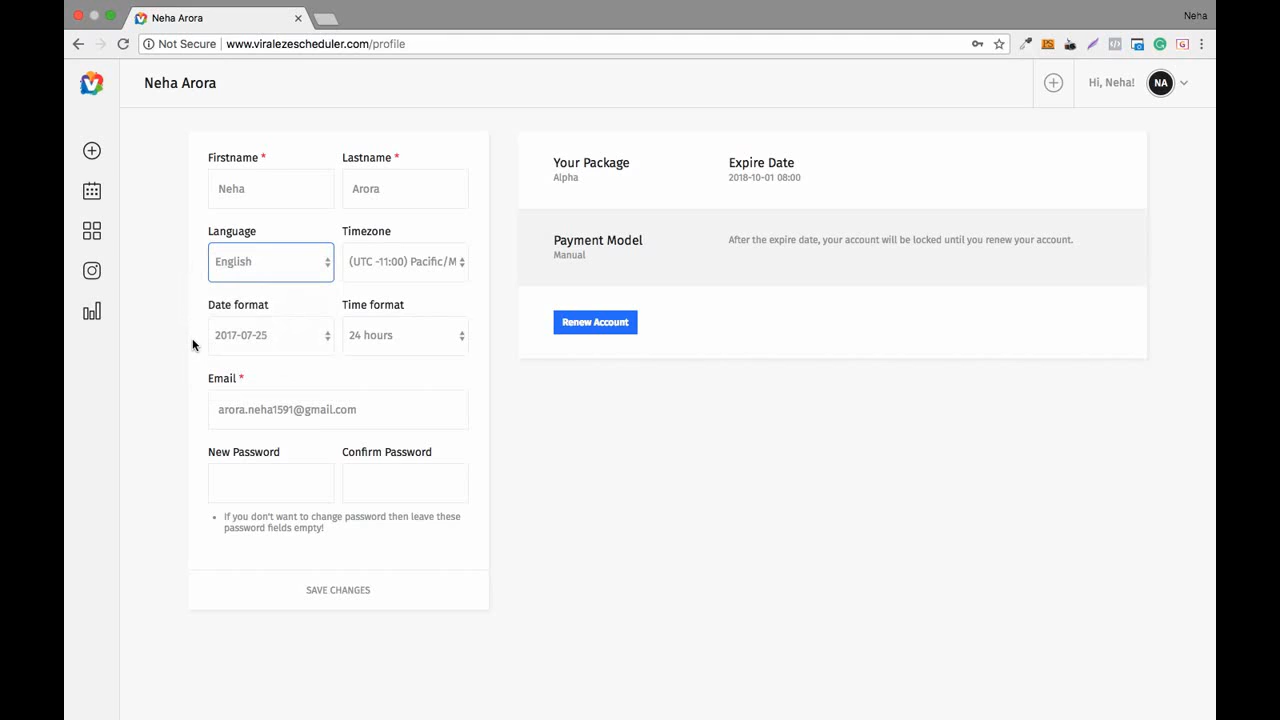 Neha Arora
Neha
Not Secure
www.viralezescheduler.com/profile
Neha Arora
Hi, Neha!
NA
Firstname *
Lastname *
Neha
Arora
Language
Timezone
English
(UTC -11:00) Pacific/M
Date format
Time format
2017-07-25
24 hours
Email *
arora.neha1591@gmail.com
New Password
Confirm Password
• If you don't want to change password then leave these
password fields empty!
SAVE CHANGES
Your Package
Expire Date
Alpha
2018-10-01 08:00
Payment Model
After the expire date, your account will be locked until you renew your account.
Manual
Renew Account